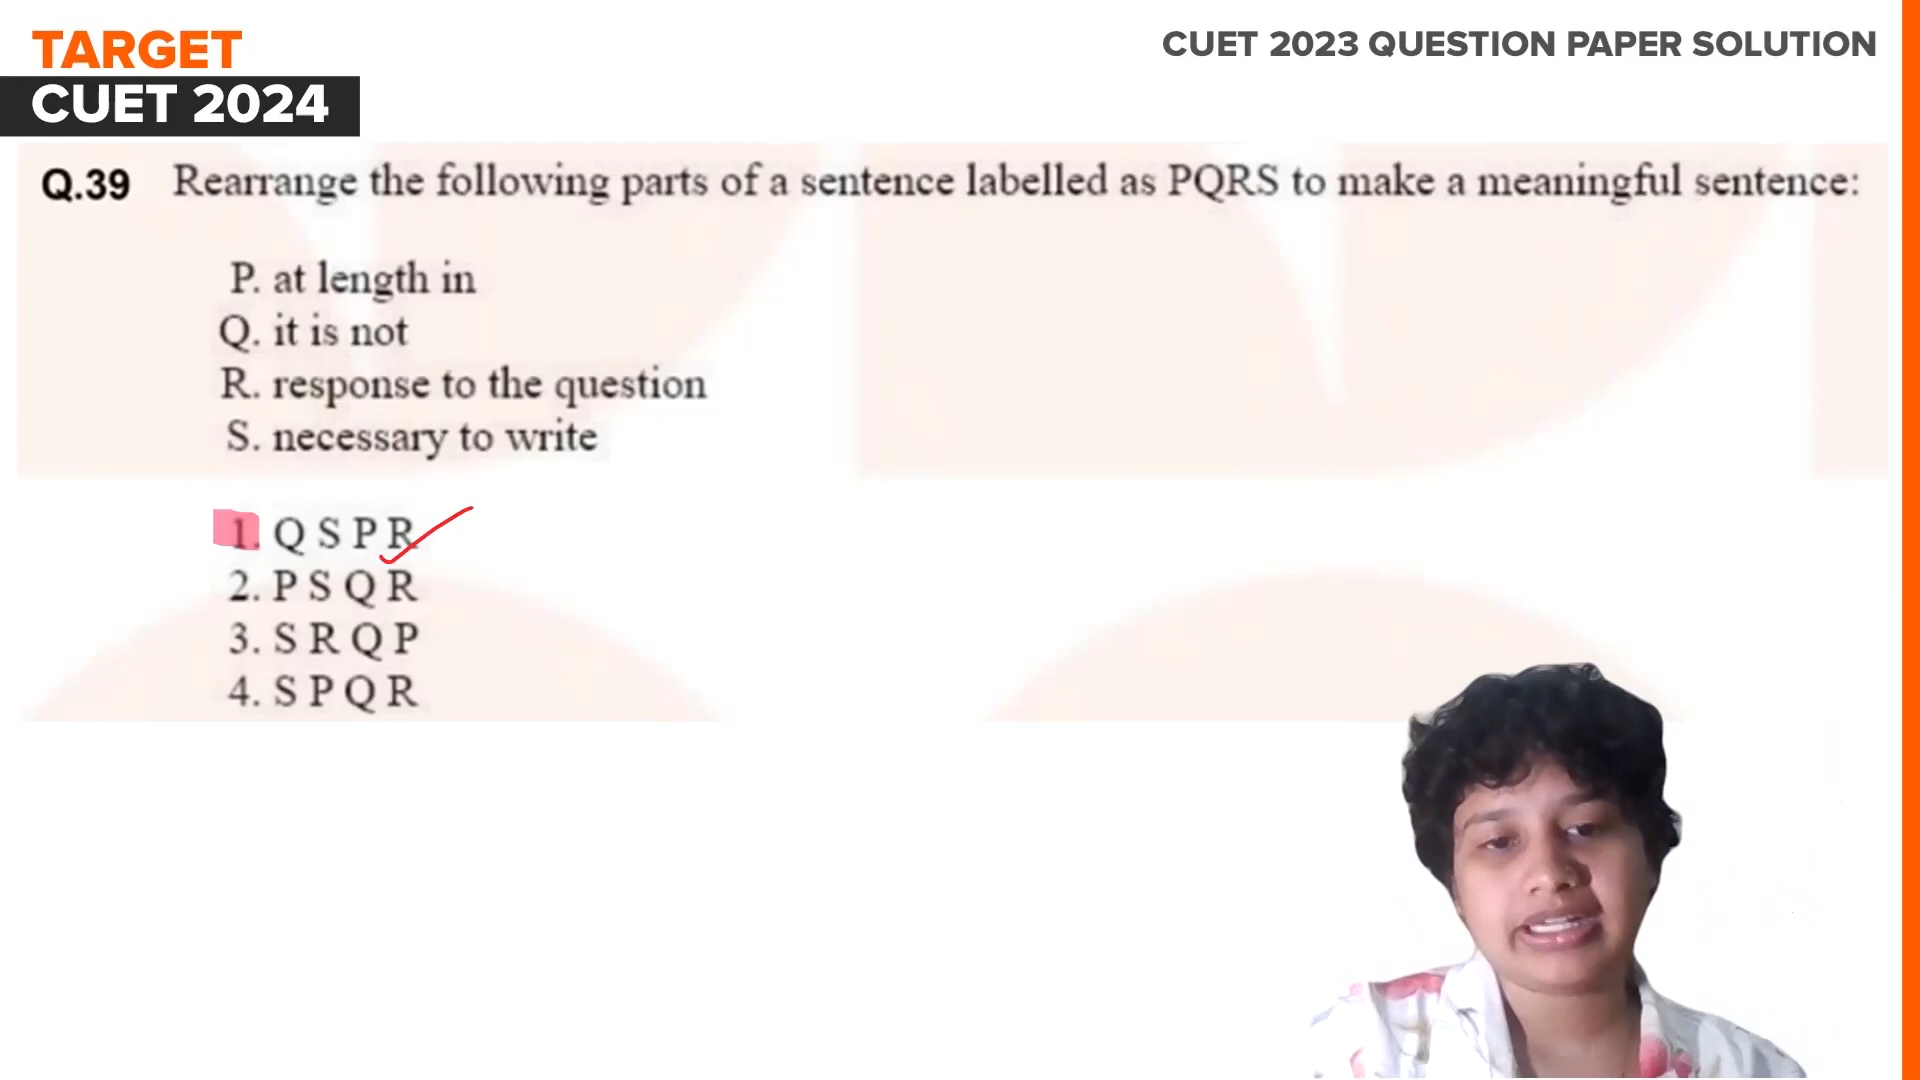 TARGET
CUET 2024
CUET 2023 QUESTION PAPER SOLUTION
Q.39 Rearrange the following parts of a sentence labelled as PQRS to make a meaningful sentence:
P. at length in
Q. it is not
R. response to the question
S. necessary to write
1. Q S P R
2. P S Q R
3. S R Q P
4. S P Q R